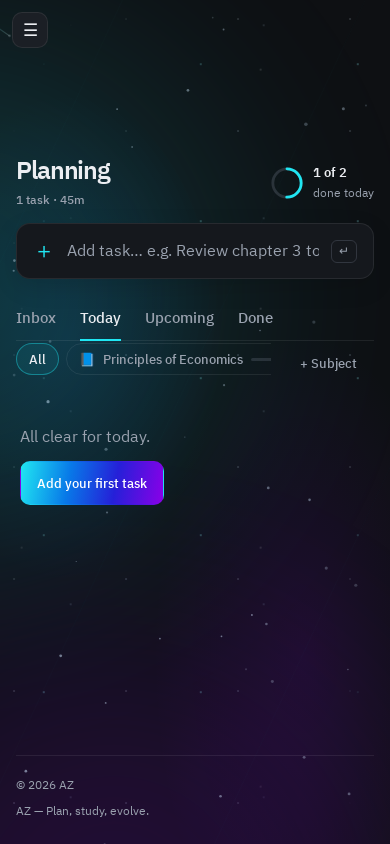 ☰
Planning
1 of 2
done today
1 task · 45m
+ Add task... e.g. Review chapter 3 to ↵
Inbox Today Upcoming Done
All 📘 Principles of Economics + Subject
All clear for today.
Add your first task
© 2026 AZ
AZ — Plan, study, evolve.